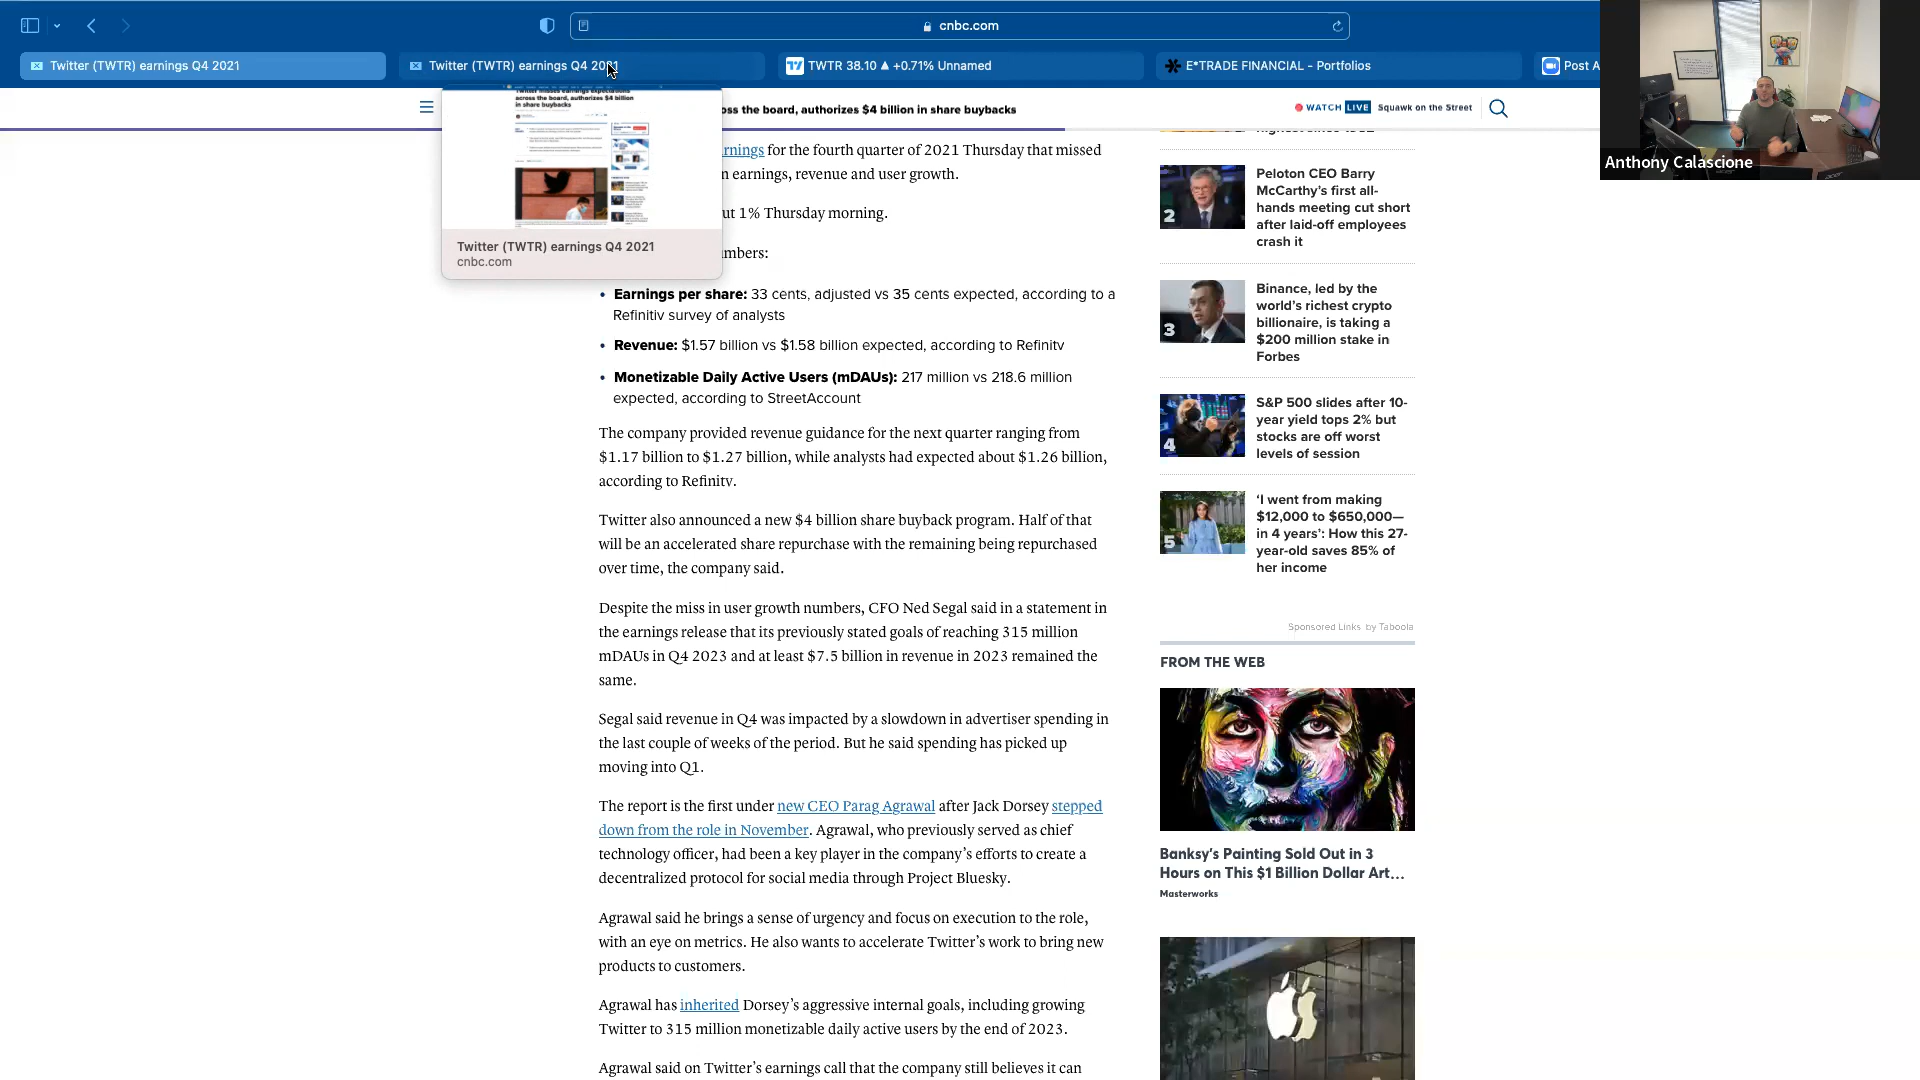 cnbc.com
Twitter (TWTR) earnings Q4 2021
Twitter (TWTR) earnings Q4 2021
TWTR 38.10 ▲ +0.71% Unnamed
E*TRADE FINANCIAL - Portfolios
Post A
Anthony Calascione
oss the board, authorizes $4 billion in share buybacks
WATCH LIVE Squawk on the Street
across the board, authorizes $4 billion
in share buybacks
Twitter (TWTR) earnings Q4 2021
cnbc.com
rnings for the fourth quarter of 2021 Thursday that missed
n earnings, revenue and user growth.
ut 1% Thursday morning.
mbers:
• Earnings per share: 33 cents, adjusted vs 35 cents expected, according to a
Refinitiv survey of analysts
• Revenue: $1.57 billion vs $1.58 billion expected, according to Refinitv
• Monetizable Daily Active Users (mDAUs): 217 million vs 218.6 million
expected, according to StreetAccount
The company provided revenue guidance for the next quarter ranging from
$1.17 billion to $1.27 billion, while analysts had expected about $1.26 billion,
according to Refinitv.
Twitter also announced a new $4 billion share buyback program. Half of that
will be an accelerated share repurchase with the remaining being repurchased
over time, the company said.
Despite the miss in user growth numbers, CFO Ned Segal said in a statement in
the earnings release that its previously stated goals of reaching 315 million
mDAUs in Q4 2023 and at least $7.5 billion in revenue in 2023 remained the
same.
Segal said revenue in Q4 was impacted by a slowdown in advertiser spending in
the last couple of weeks of the period. But he said spending has picked up
moving into Q1.
The report is the first under new CEO Parag Agrawal after Jack Dorsey stepped
down from the role in November. Agrawal, who previously served as chief
technology officer, had been a key player in the company's efforts to create a
decentralized protocol for social media through Project Bluesky.
Agrawal said he brings a sense of urgency and focus on execution to the role,
with an eye on metrics. He also wants to accelerate Twitter's work to bring new
products to customers.
Agrawal has inherited Dorsey's aggressive internal goals, including growing
Twitter to 315 million monetizable daily active users by the end of 2023.
Agrawal said on Twitter's earnings call that the company still believes it can
2
Peloton CEO Barry
McCarthy's first all-
hands meeting cut short
after laid-off employees
crash it
3
Binance, led by the
world's richest crypto
billionaire, is taking a
$200 million stake in
Forbes
4
S&P 500 slides after 10-
year yield tops 2% but
stocks are off worst
levels of session
5
'I went from making
$12,000 to $650,000—
in 4 years': How this 27-
year-old saves 85% of
her income
Sponsored Links by Taboola
FROM THE WEB
Banksy's Painting Sold Out in 3
Hours on This $1 Billion Dollar Art...
Masterworks